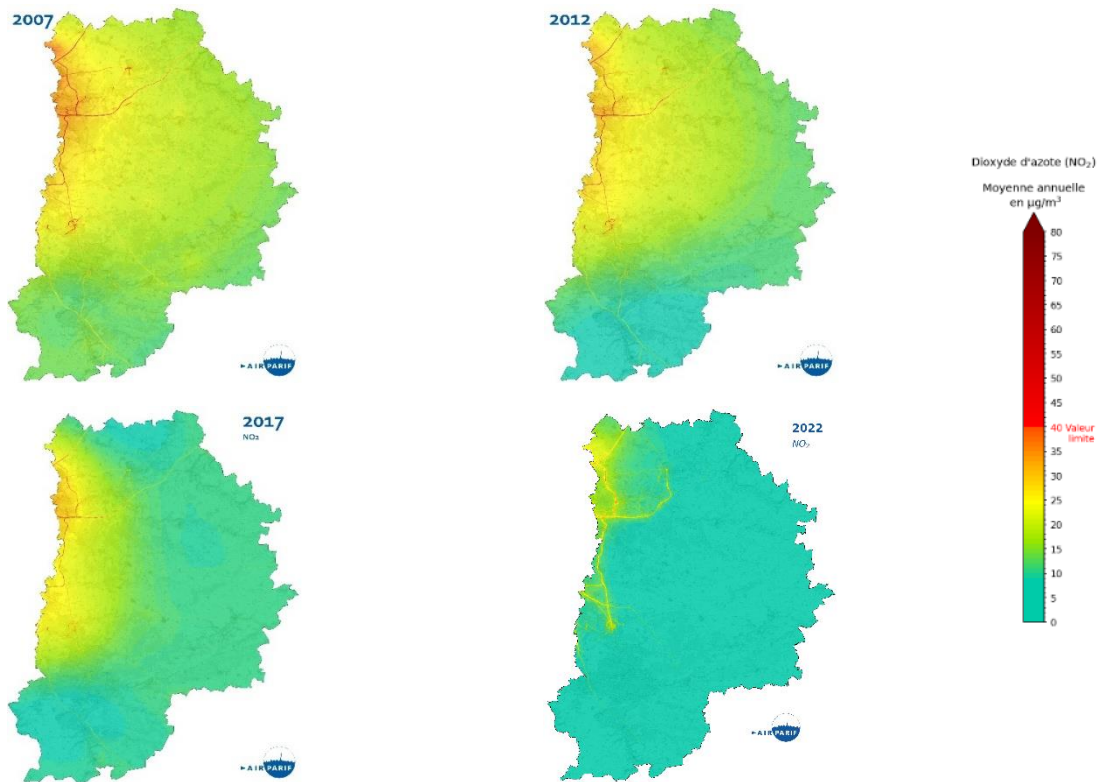 2007
AIRPARIF
2012
AIRPARIF
2017
NO₂
AIRPARIF
2022
NO₂
AIRPARIF
Dioxyde d'azote (NO₂)
Moyenne annuelle
en µg/m³
80
75
70
65
60
55
50
45
40 Valeur
limite
35
30
25
20
15
10
5
0